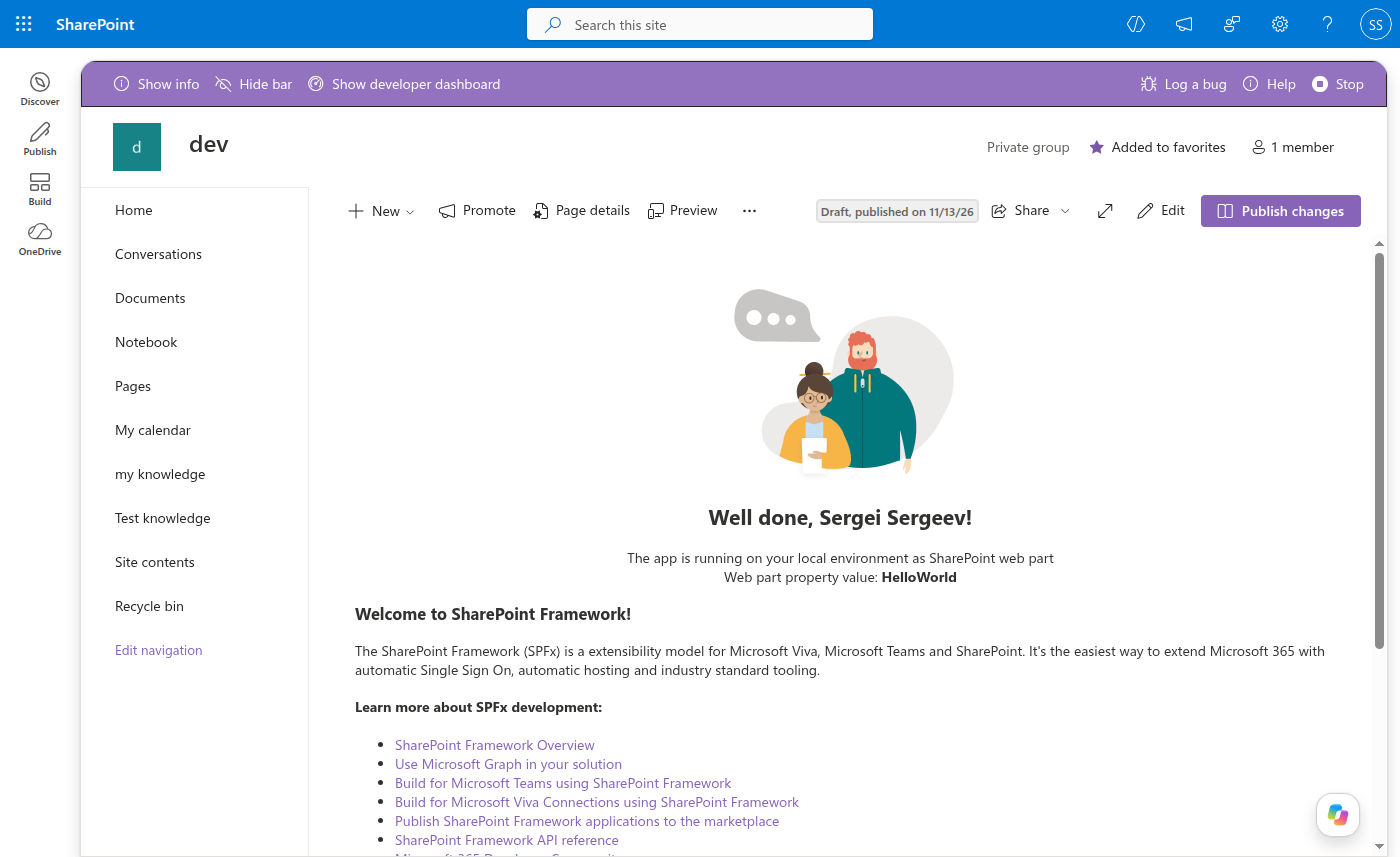 SharePoint
Search this site
SS
Discover
Publish
Build
OneDrive
Show info
Hide bar
Show developer dashboard
Log a bug
Help
Stop
d
dev
Private group
Added to favorites
1 member
Home
Conversations
Documents
Notebook
Pages
My calendar
my knowledge
Test knowledge
Site contents
Recycle bin
Edit navigation
New
Promote
Page details
Preview
Draft, published on 11/13/26
Share
Edit
Publish changes
Well done, Sergei Sergeev!
The app is running on your local environment as SharePoint web part
Web part property value: HelloWorld
Welcome to SharePoint Framework!
The SharePoint Framework (SPFx) is a extensibility model for Microsoft Viva, Microsoft Teams and SharePoint. It's the easiest way to extend Microsoft 365 with
automatic Single Sign On, automatic hosting and industry standard tooling.
Learn more about SPFx development:
SharePoint Framework Overview
Use Microsoft Graph in your solution
Build for Microsoft Teams using SharePoint Framework
Build for Microsoft Viva Connections using SharePoint Framework
Publish SharePoint Framework applications to the marketplace
SharePoint Framework API reference